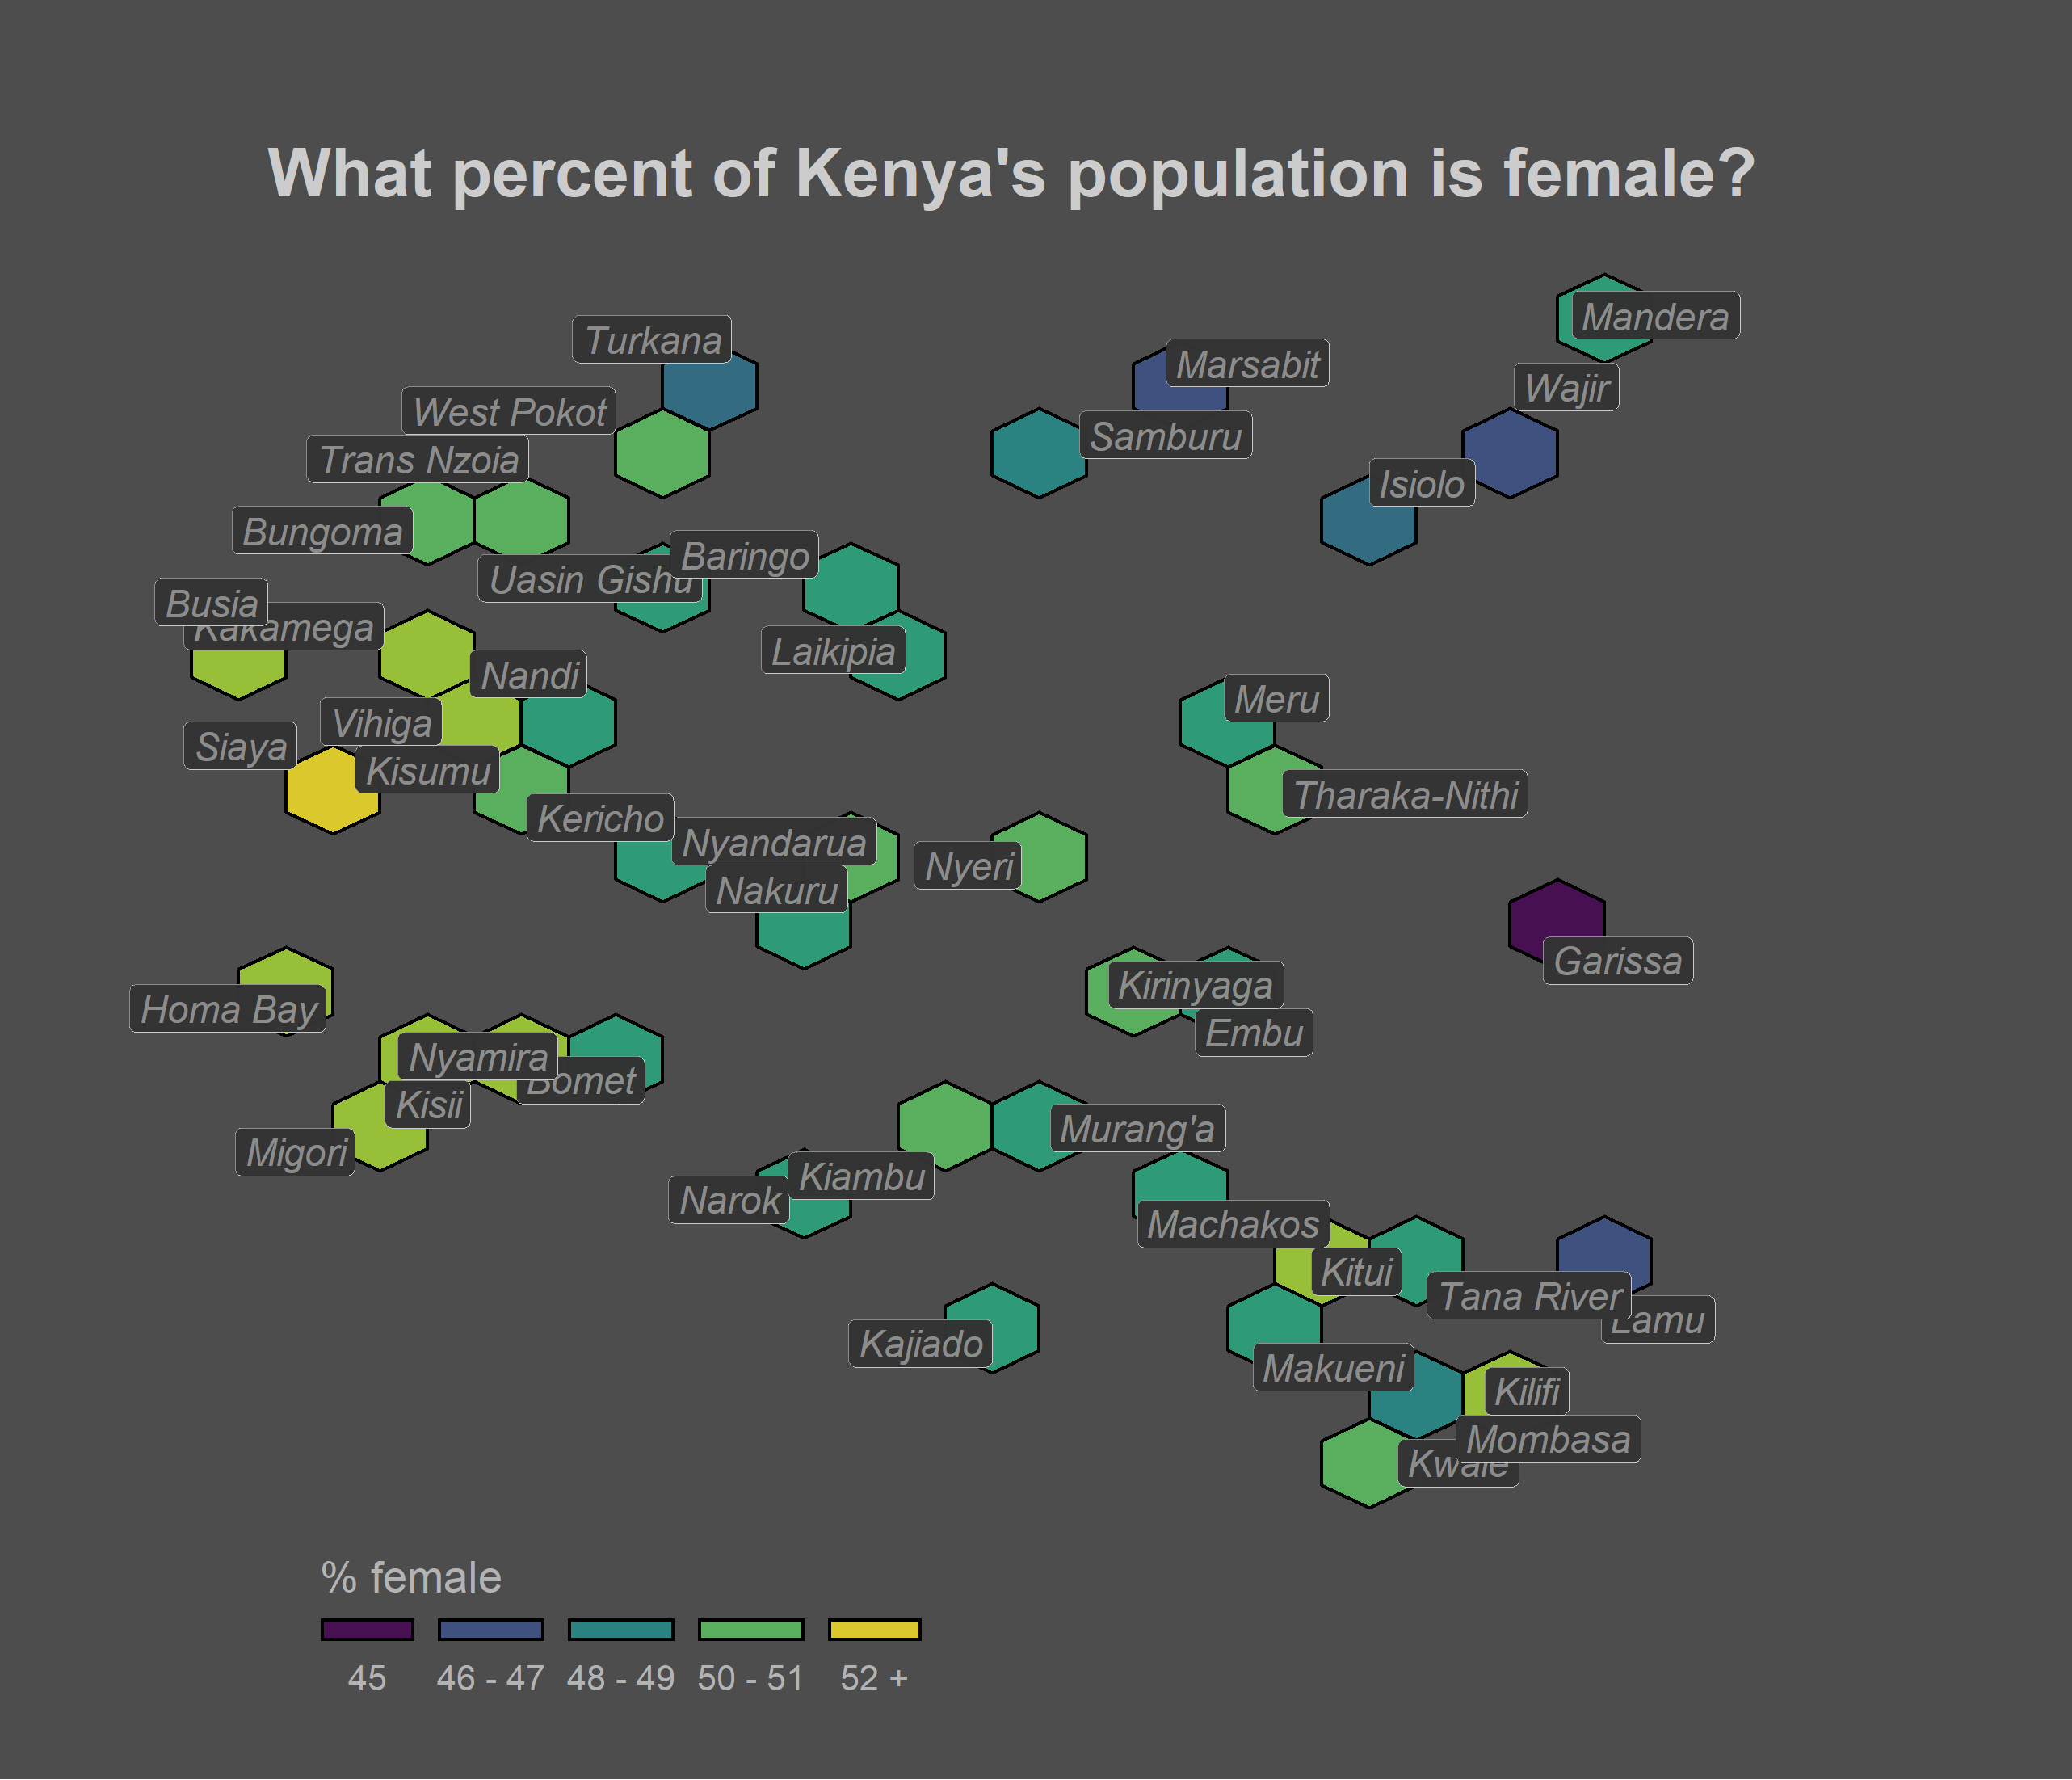 What percent of Kenya's population is female?
Mandera
Turkana
Marsabit
Wajir
West Pokot
Samburu
Trans Nzoia
Isiolo
Bungoma
Baringo
Uasin Gishu
Busia
Kakamega
Laikipia
Nandi
Meru
Vihiga
Siaya
Kisumu
Tharaka-Nithi
Kericho
Nyandarua
Nyeri
Nakuru
Garissa
Kirinyaga
Homa Bay
Embu
Nyamira
Bomet
Kisii
Murang'a
Migori
Kiambu
Narok
Machakos
Kitui
Tana River
Lamu
Kajiado
Makueni
Kilifi
Mombasa
Kwale
% female
45 46 - 47 48 - 49 50 - 51 52 +